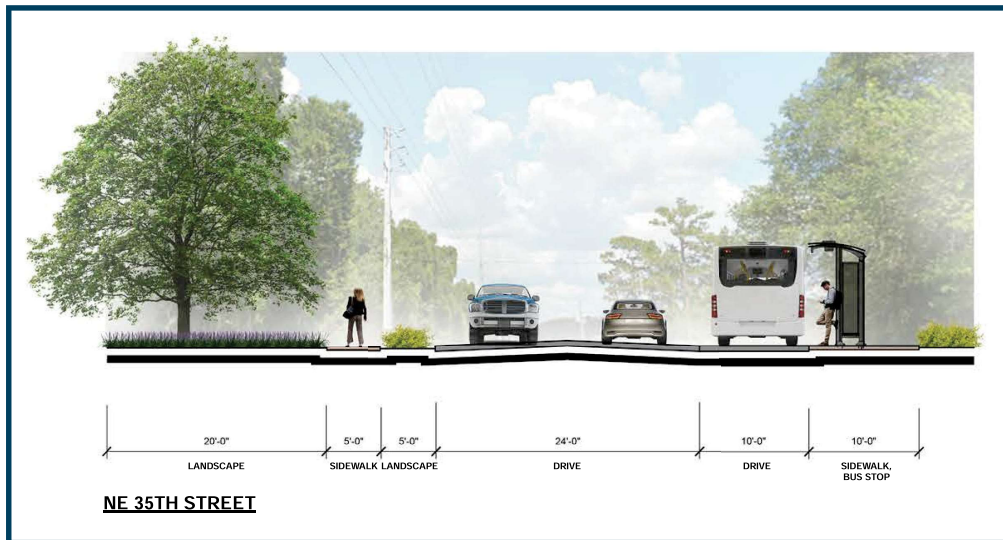 20'-0" 5'-0" 5'-0" 24'-0" 10'-0" 10'-0"
LANDSCAPE SIDEWALK LANDSCAPE DRIVE DRIVE SIDEWALK,
BUS STOP
NE 35TH STREET